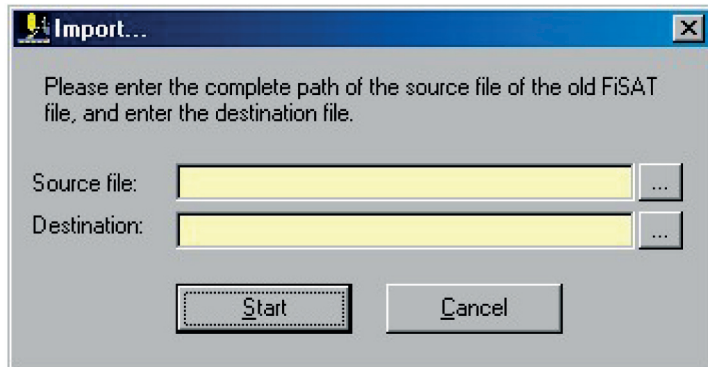 Import...
Please enter the complete path of the source file of the old FiSAT
file, and enter the destination file.
Source file: ...
Destination: ...
Start Cancel